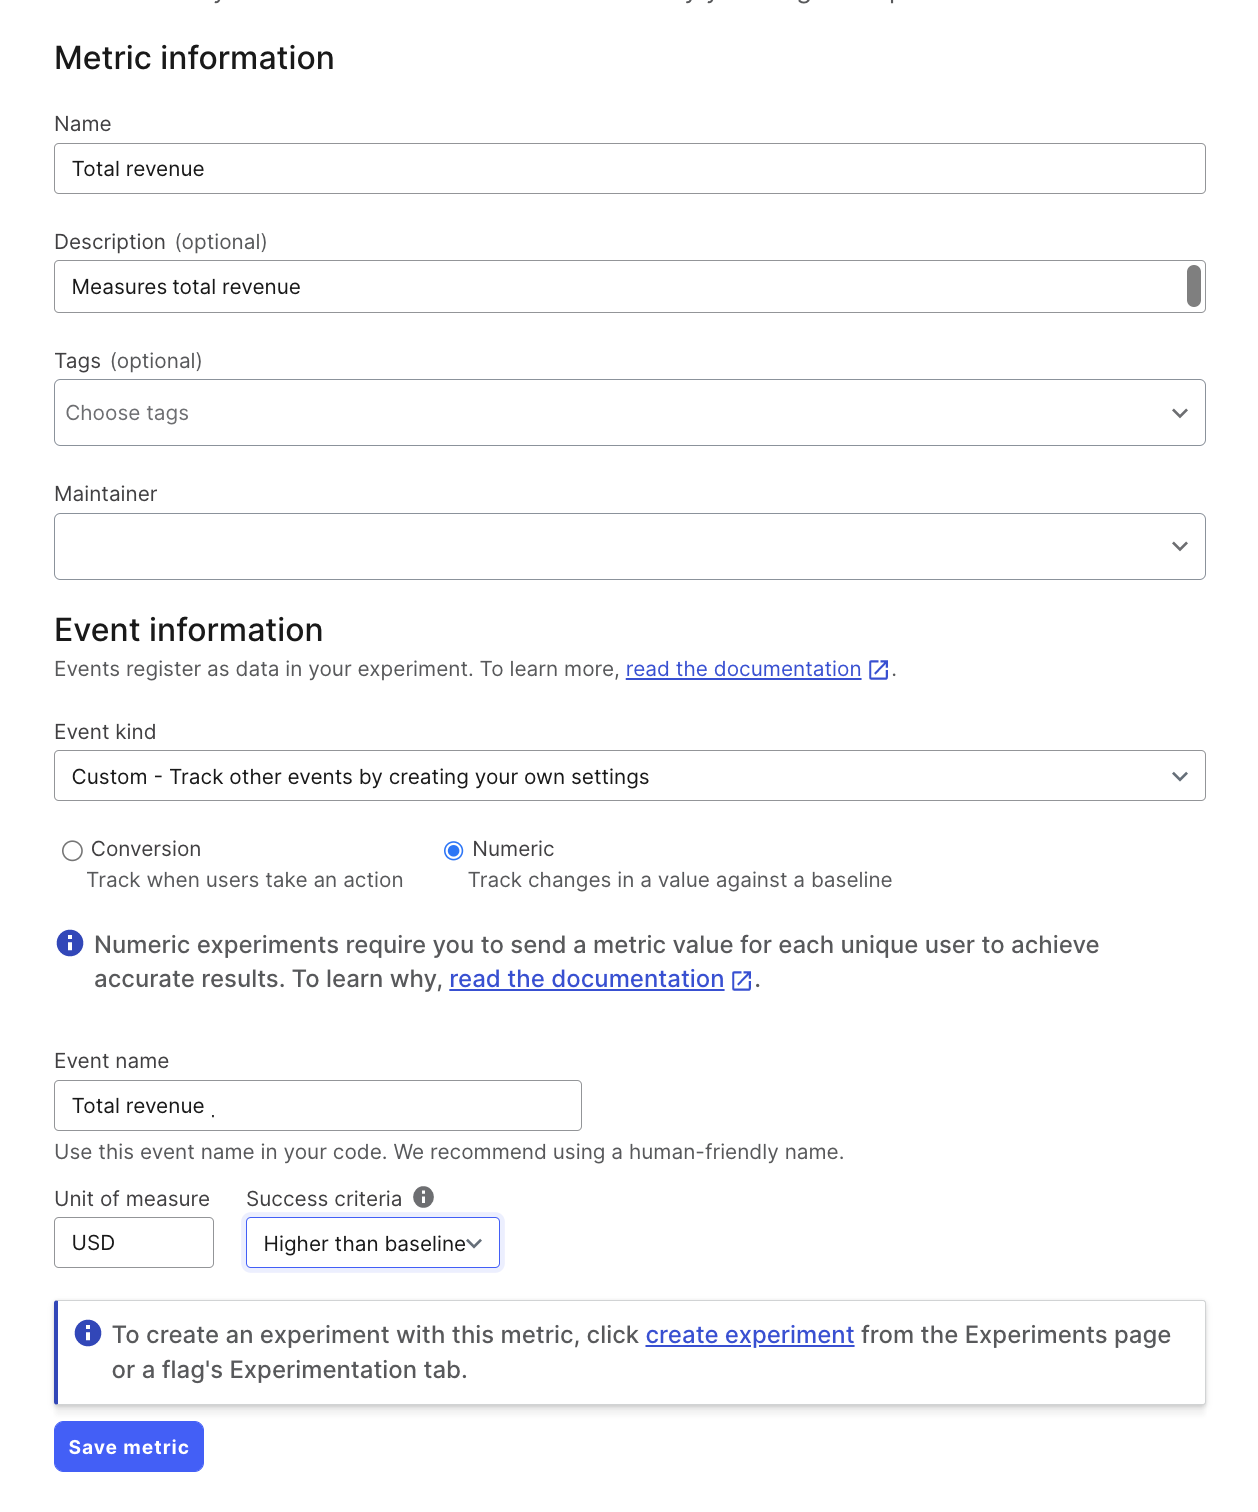 Metric information
Name
Total revenue
Description (optional)
Measures total revenue
Tags (optional)
Choose tags
Maintainer
Event information
Events register as data in your experiment. To learn more, read the documentation.
Event kind
Custom - Track other events by creating your own settings
Conversion Numeric
Track when users take an action Track changes in a value against a baseline
Numeric experiments require you to send a metric value for each unique user to achieve
accurate results. To learn why, read the documentation.
Event name
Total revenue .
Use this event name in your code. We recommend using a human-friendly name.
Unit of measure Success criteria
USD Higher than baseline
To create an experiment with this metric, click create experiment from the Experiments page
or a flag's Experimentation tab.
Save metric